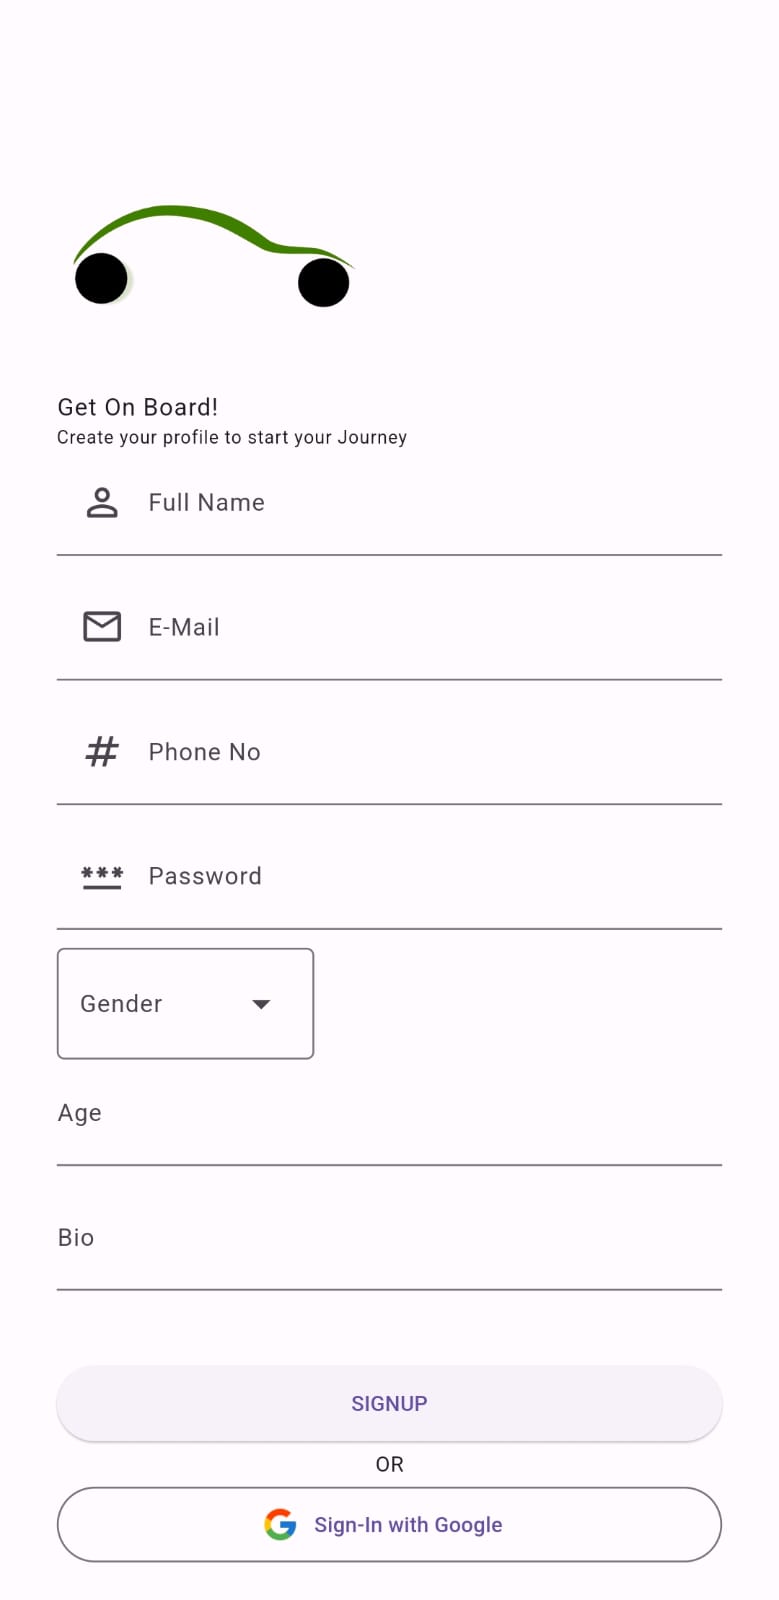 Get On Board!
Create your profile to start your Journey
Full Name
E-Mail
# Phone No
*** Password
Gender
Age
Bio
SIGNUP
OR
Sign-In with Google